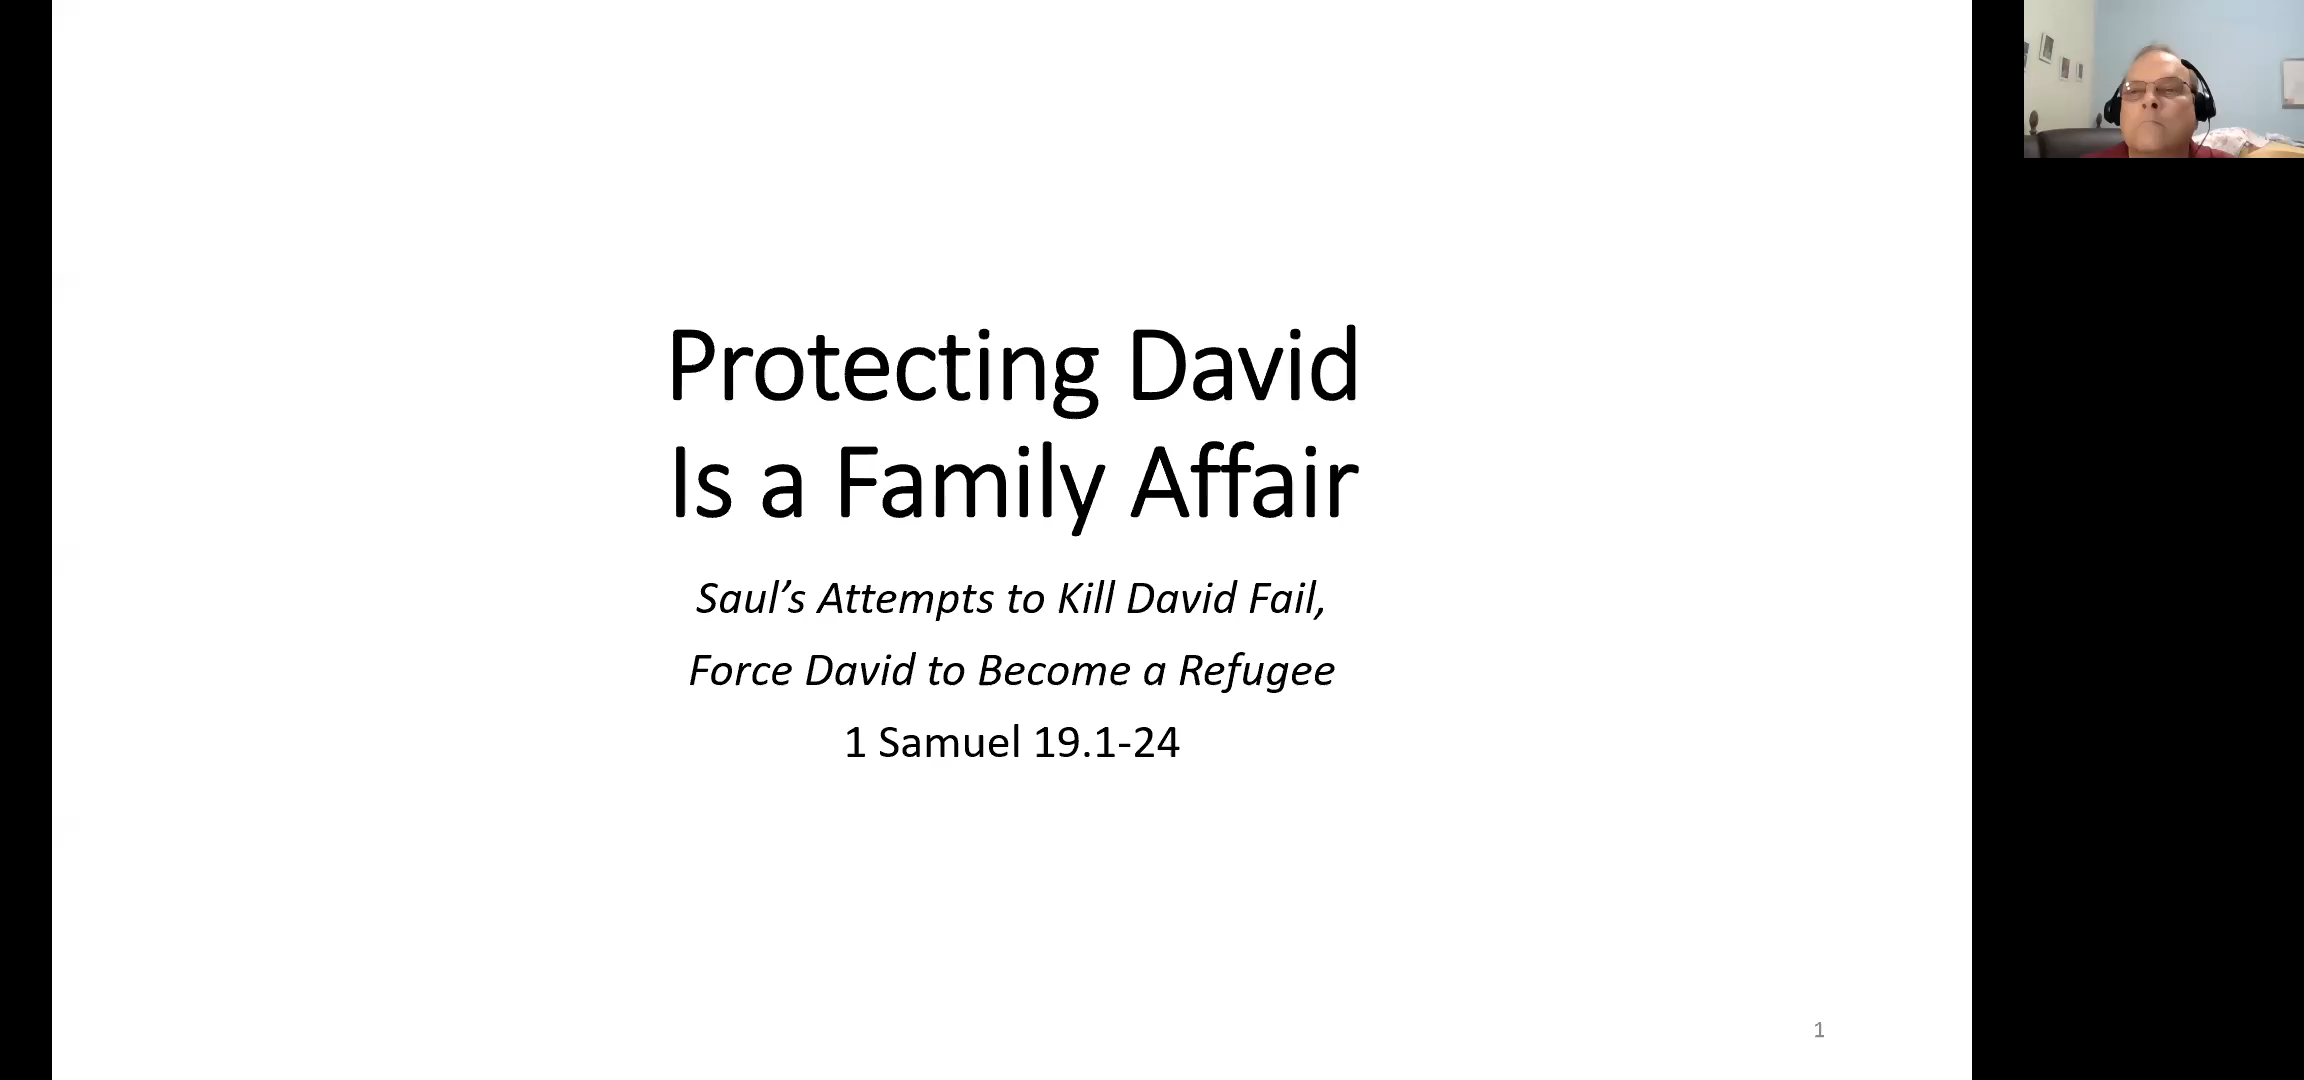 Protecting David
Is a Family Affair
Saul’s Attempts to Kill David Fail,
Force David to Become a Refugee
1 Samuel 19.1-24
1